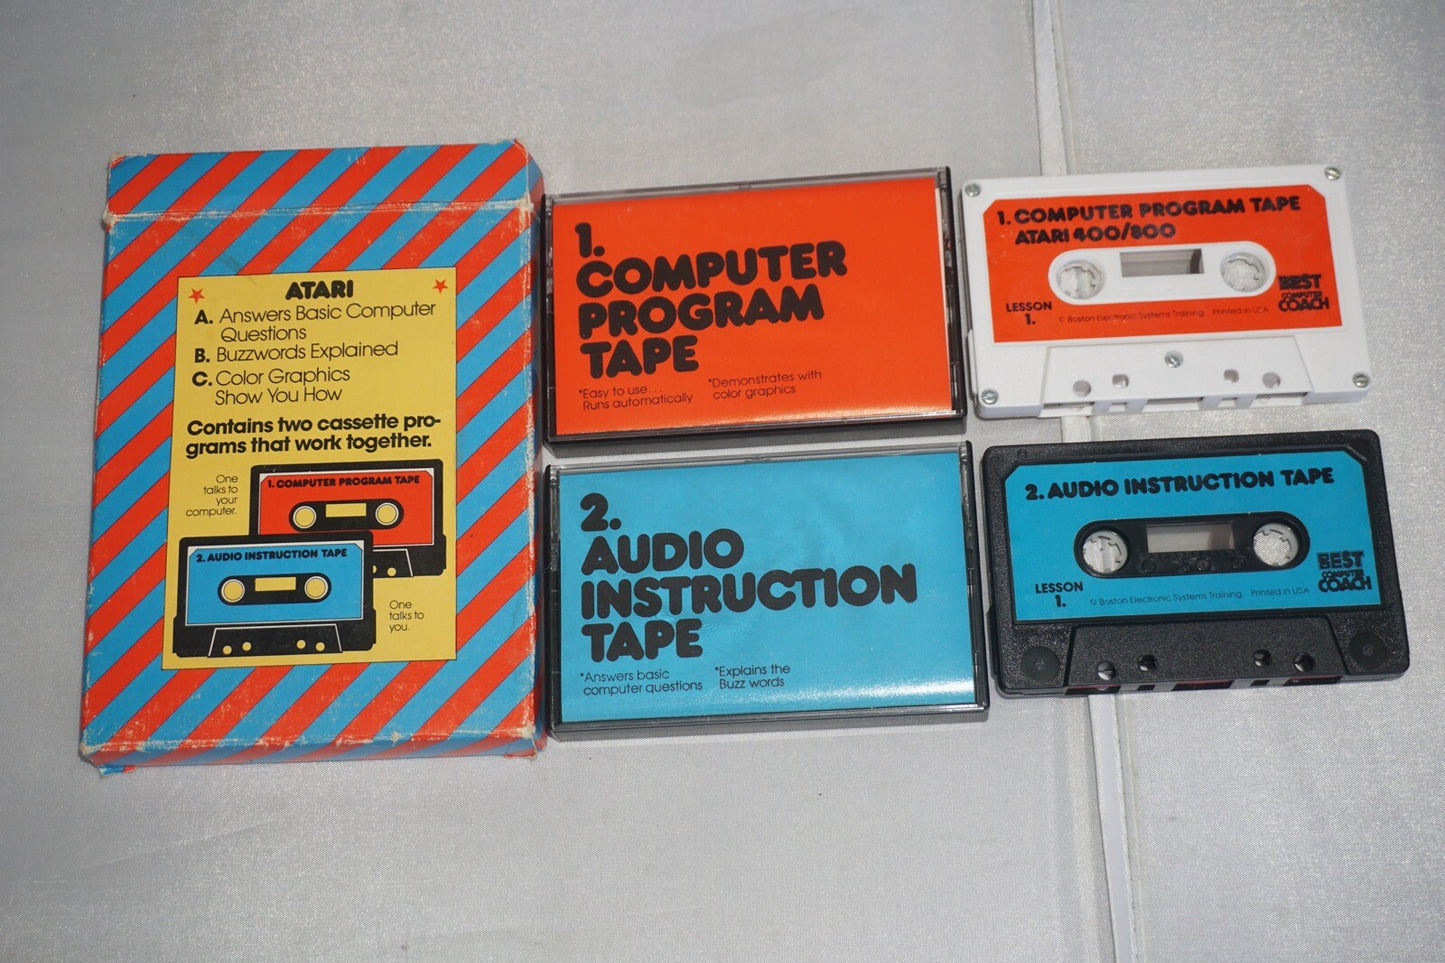 ATARI
A. Answers Basic Computer
Questions
B. Buzzwords Explained
C. Color Graphics
Show You How
Contains two cassette pro-
grams that work together.
One
talks to
your
computer.
1. COMPUTER PROGRAM TAPE
2. AUDIO INSTRUCTION TAPE
One
talks to
you.
1.
COMPUTER
PROGRAM
TAPE
*Easy to use...
Runs automatically
*Demonstrates with
color graphics
2.
AUDIO
INSTRUCTION
TAPE
*Answers basic
computer questions
*Explains the
Buzz words
1. COMPUTER PROGRAM TAPE
ATARI 400/800
LESSON
1.
© Boston Electronic Systems Training Printed in USA
BEST
COMPUTER
COACH
2. AUDIO INSTRUCTION TAPE
LESSON
1.
© Boston Electronic Systems Training Printed in USA
BEST
COMPUTER
COACH